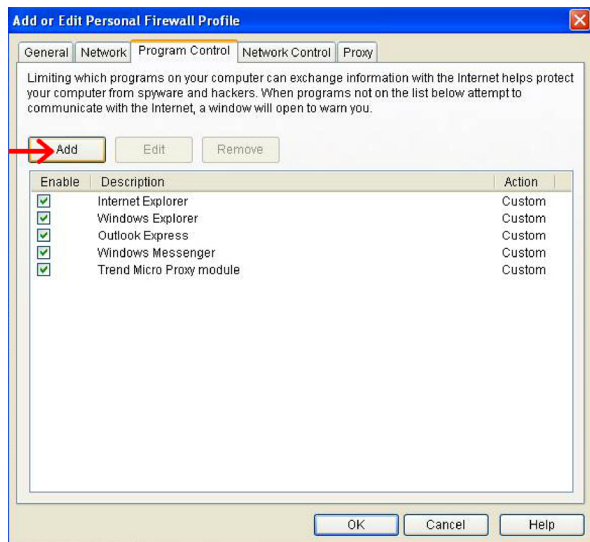 Add or Edit Personal Firewall Profile
General Network Program Control Network Control Proxy
Limiting which programs on your computer can exchange information with the Internet helps protect
your computer from spyware and hackers. When programs not on the list below attempt to
communicate with the Internet, a window will open to warn you.
Add Edit Remove
Enable Description Action
Internet Explorer Custom
Windows Explorer Custom
Outlook Express Custom
Windows Messenger Custom
Trend Micro Proxy module Custom
OK Cancel Help